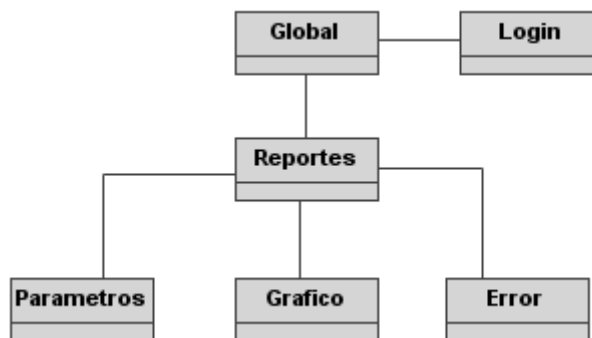 Global
Login
Reportes
Parametros
Grafico
Error